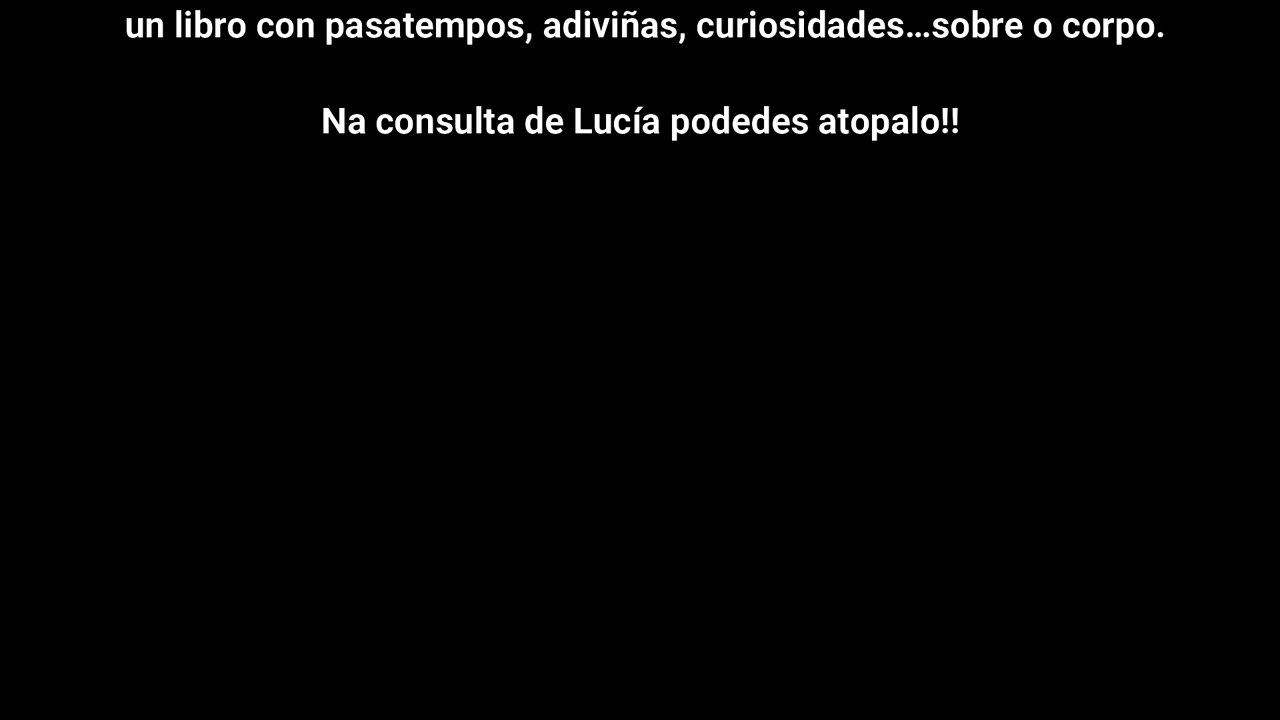 un libro con pasatempos, adiviñas, curiosidades...sobre o corpo.
Na consulta de Lucía podedes atopalo!!